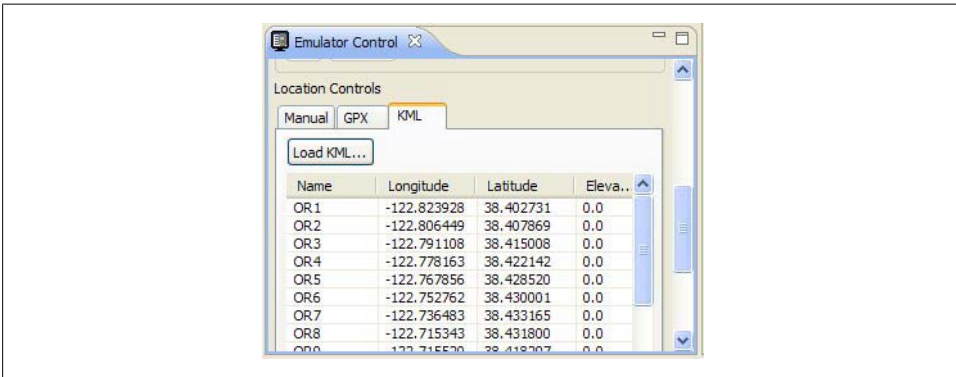 Emulator Control
Location Controls
Manual GPX KML
Load KML...
Name Longitude Latitude Eleva...
OR1 -122.823928 38.402731 0.0
OR2 -122.806449 38.407869 0.0
OR3 -122.791108 38.415008 0.0
OR4 -122.778163 38.422142 0.0
OR5 -122.767856 38.428520 0.0
OR6 -122.752762 38.430001 0.0
OR7 -122.736483 38.433165 0.0
OR8 -122.715343 38.431800 0.0